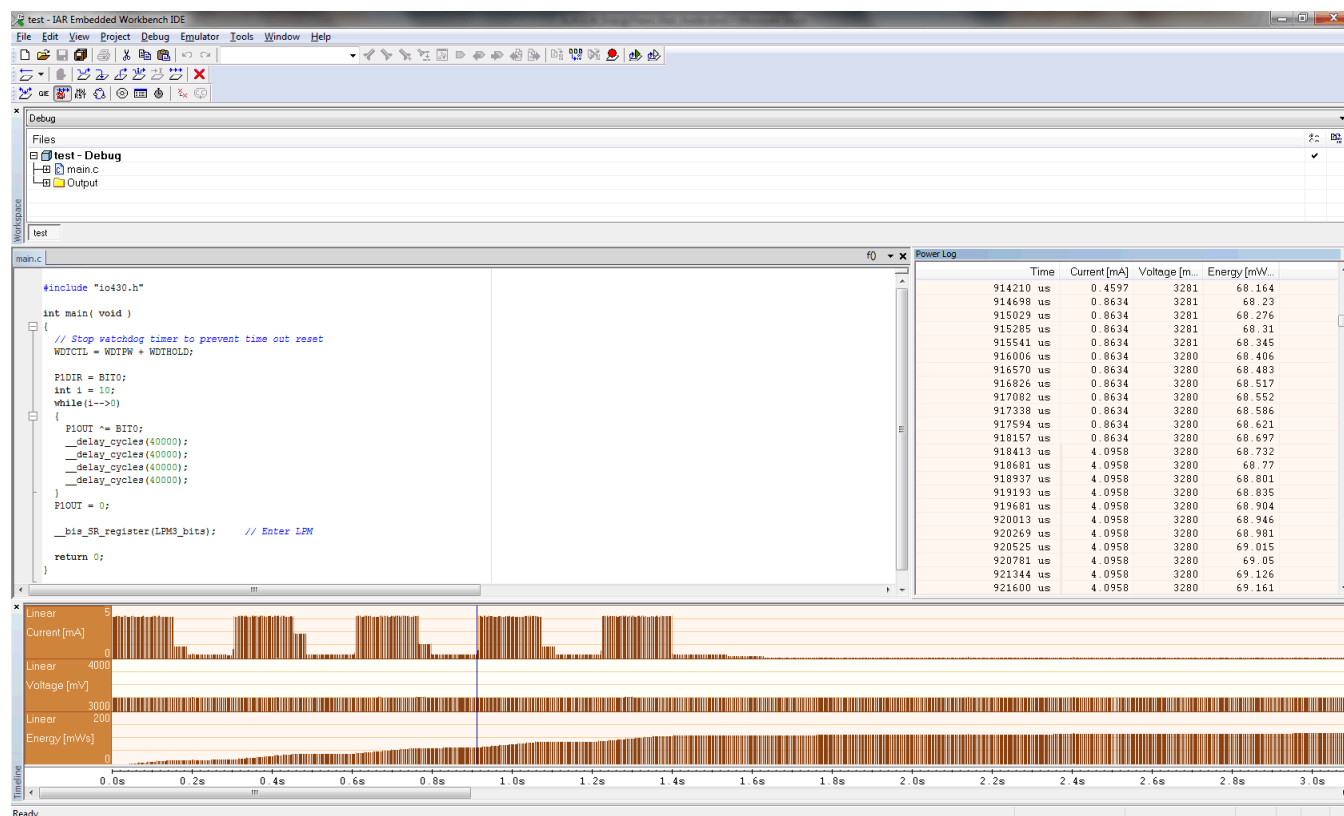 test - IAR Embedded Workbench IDE
File Edit View Project Debug Emulator Tools Window Help
GIE
Debug
Files
test - Debug
main.c
Output
Workspace
test
main.c
f()
#include "io430.h"
int main( void )
{
// Stop watchdog timer to prevent time out reset
WDTCTL = WDTPW + WDTHOLD;
P1DIR = BIT0;
int i = 10;
while(i-->0)
{
P1OUT ^= BIT0;
__delay_cycles(40000);
__delay_cycles(40000);
__delay_cycles(40000);
__delay_cycles(40000);
}
P1OUT = 0;
__bis_SR_register(LPM3_bits); // Enter LPM
return 0;
}
Power Log
Time Current [mA] Voltage [m... Energy [mW...
914210 us 0.4597 3281 68.164
914698 us 0.8634 3281 68.23
915029 us 0.8634 3281 68.276
915285 us 0.8634 3281 68.31
915541 us 0.8634 3281 68.345
916006 us 0.8634 3280 68.406
916570 us 0.8634 3280 68.483
916826 us 0.8634 3280 68.517
917082 us 0.8634 3280 68.552
917338 us 0.8634 3280 68.586
917594 us 0.8634 3280 68.621
918157 us 0.8634 3280 68.697
918413 us 4.0958 3280 68.732
918681 us 4.0958 3280 68.77
918937 us 4.0958 3280 68.801
919193 us 4.0958 3280 68.835
919681 us 4.0958 3280 68.904
920013 us 4.0958 3280 68.946
920269 us 4.0958 3280 68.981
920525 us 4.0958 3280 69.015
920781 us 4.0958 3280 69.05
921344 us 4.0958 3280 69.126
921600 us 4.0958 3280 69.161
Linear 5
Current [mA]
0
Linear 4000
Voltage [mV]
3000
Linear 200
Energy [mWs]
0
Timeline
0.0s 0.2s 0.4s 0.6s 0.8s 1.0s 1.2s 1.4s 1.6s 1.8s 2.0s 2.2s 2.4s 2.6s 2.8s 3.0s
Ready